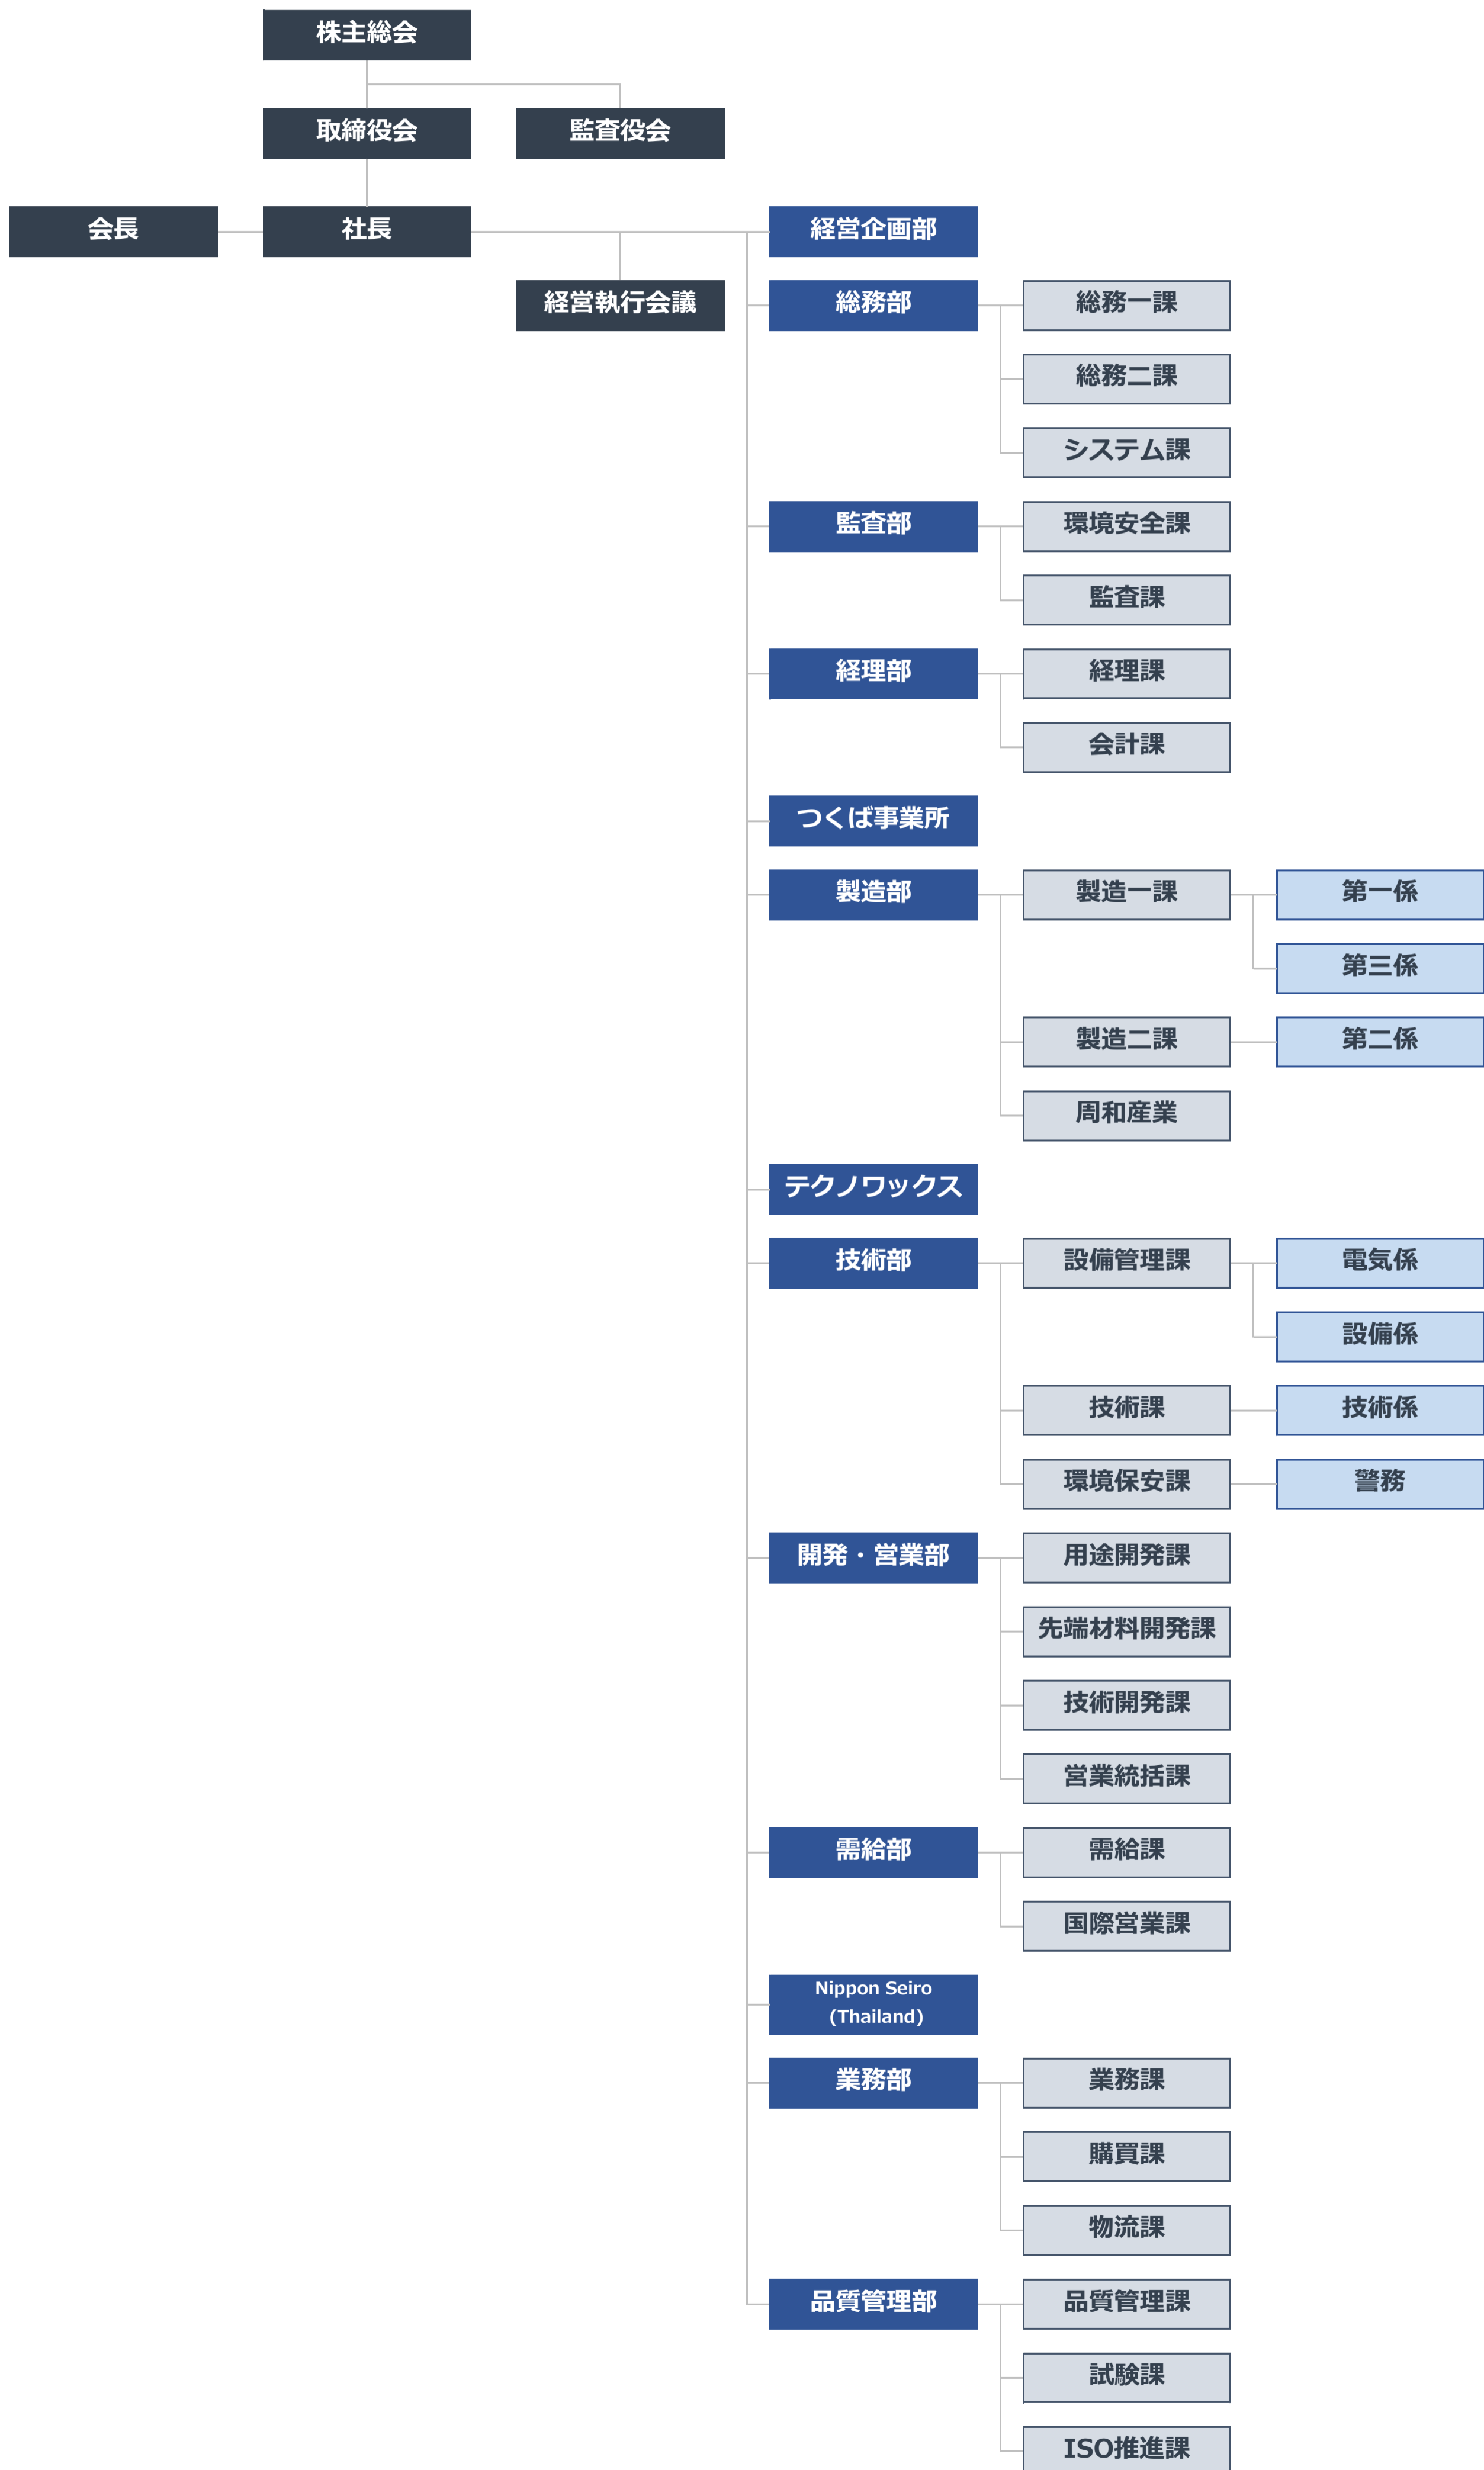 株主総会
取締役会
監査役会
会長
社長
経営企画部
経営執行会議
総務部
総務一課
総務二課
システム課
監査部
環境安全課
監査課
経理部
経理課
会計課
つくば事業所
製造部
製造一課
第一係
第三係
製造二課
第二係
周和産業
テクノワックス
技術部
設備管理課
電気係
設備係
技術課
技術係
環境保安課
警務
開発・営業部
用途開発課
先端材料開発課
技術開発課
営業統括課
需給部
需給課
国際営業課
Nippon Seiro
(Thailand)
業務部
業務課
購買課
物流課
品質管理部
品質管理課
試験課
ISO推進課